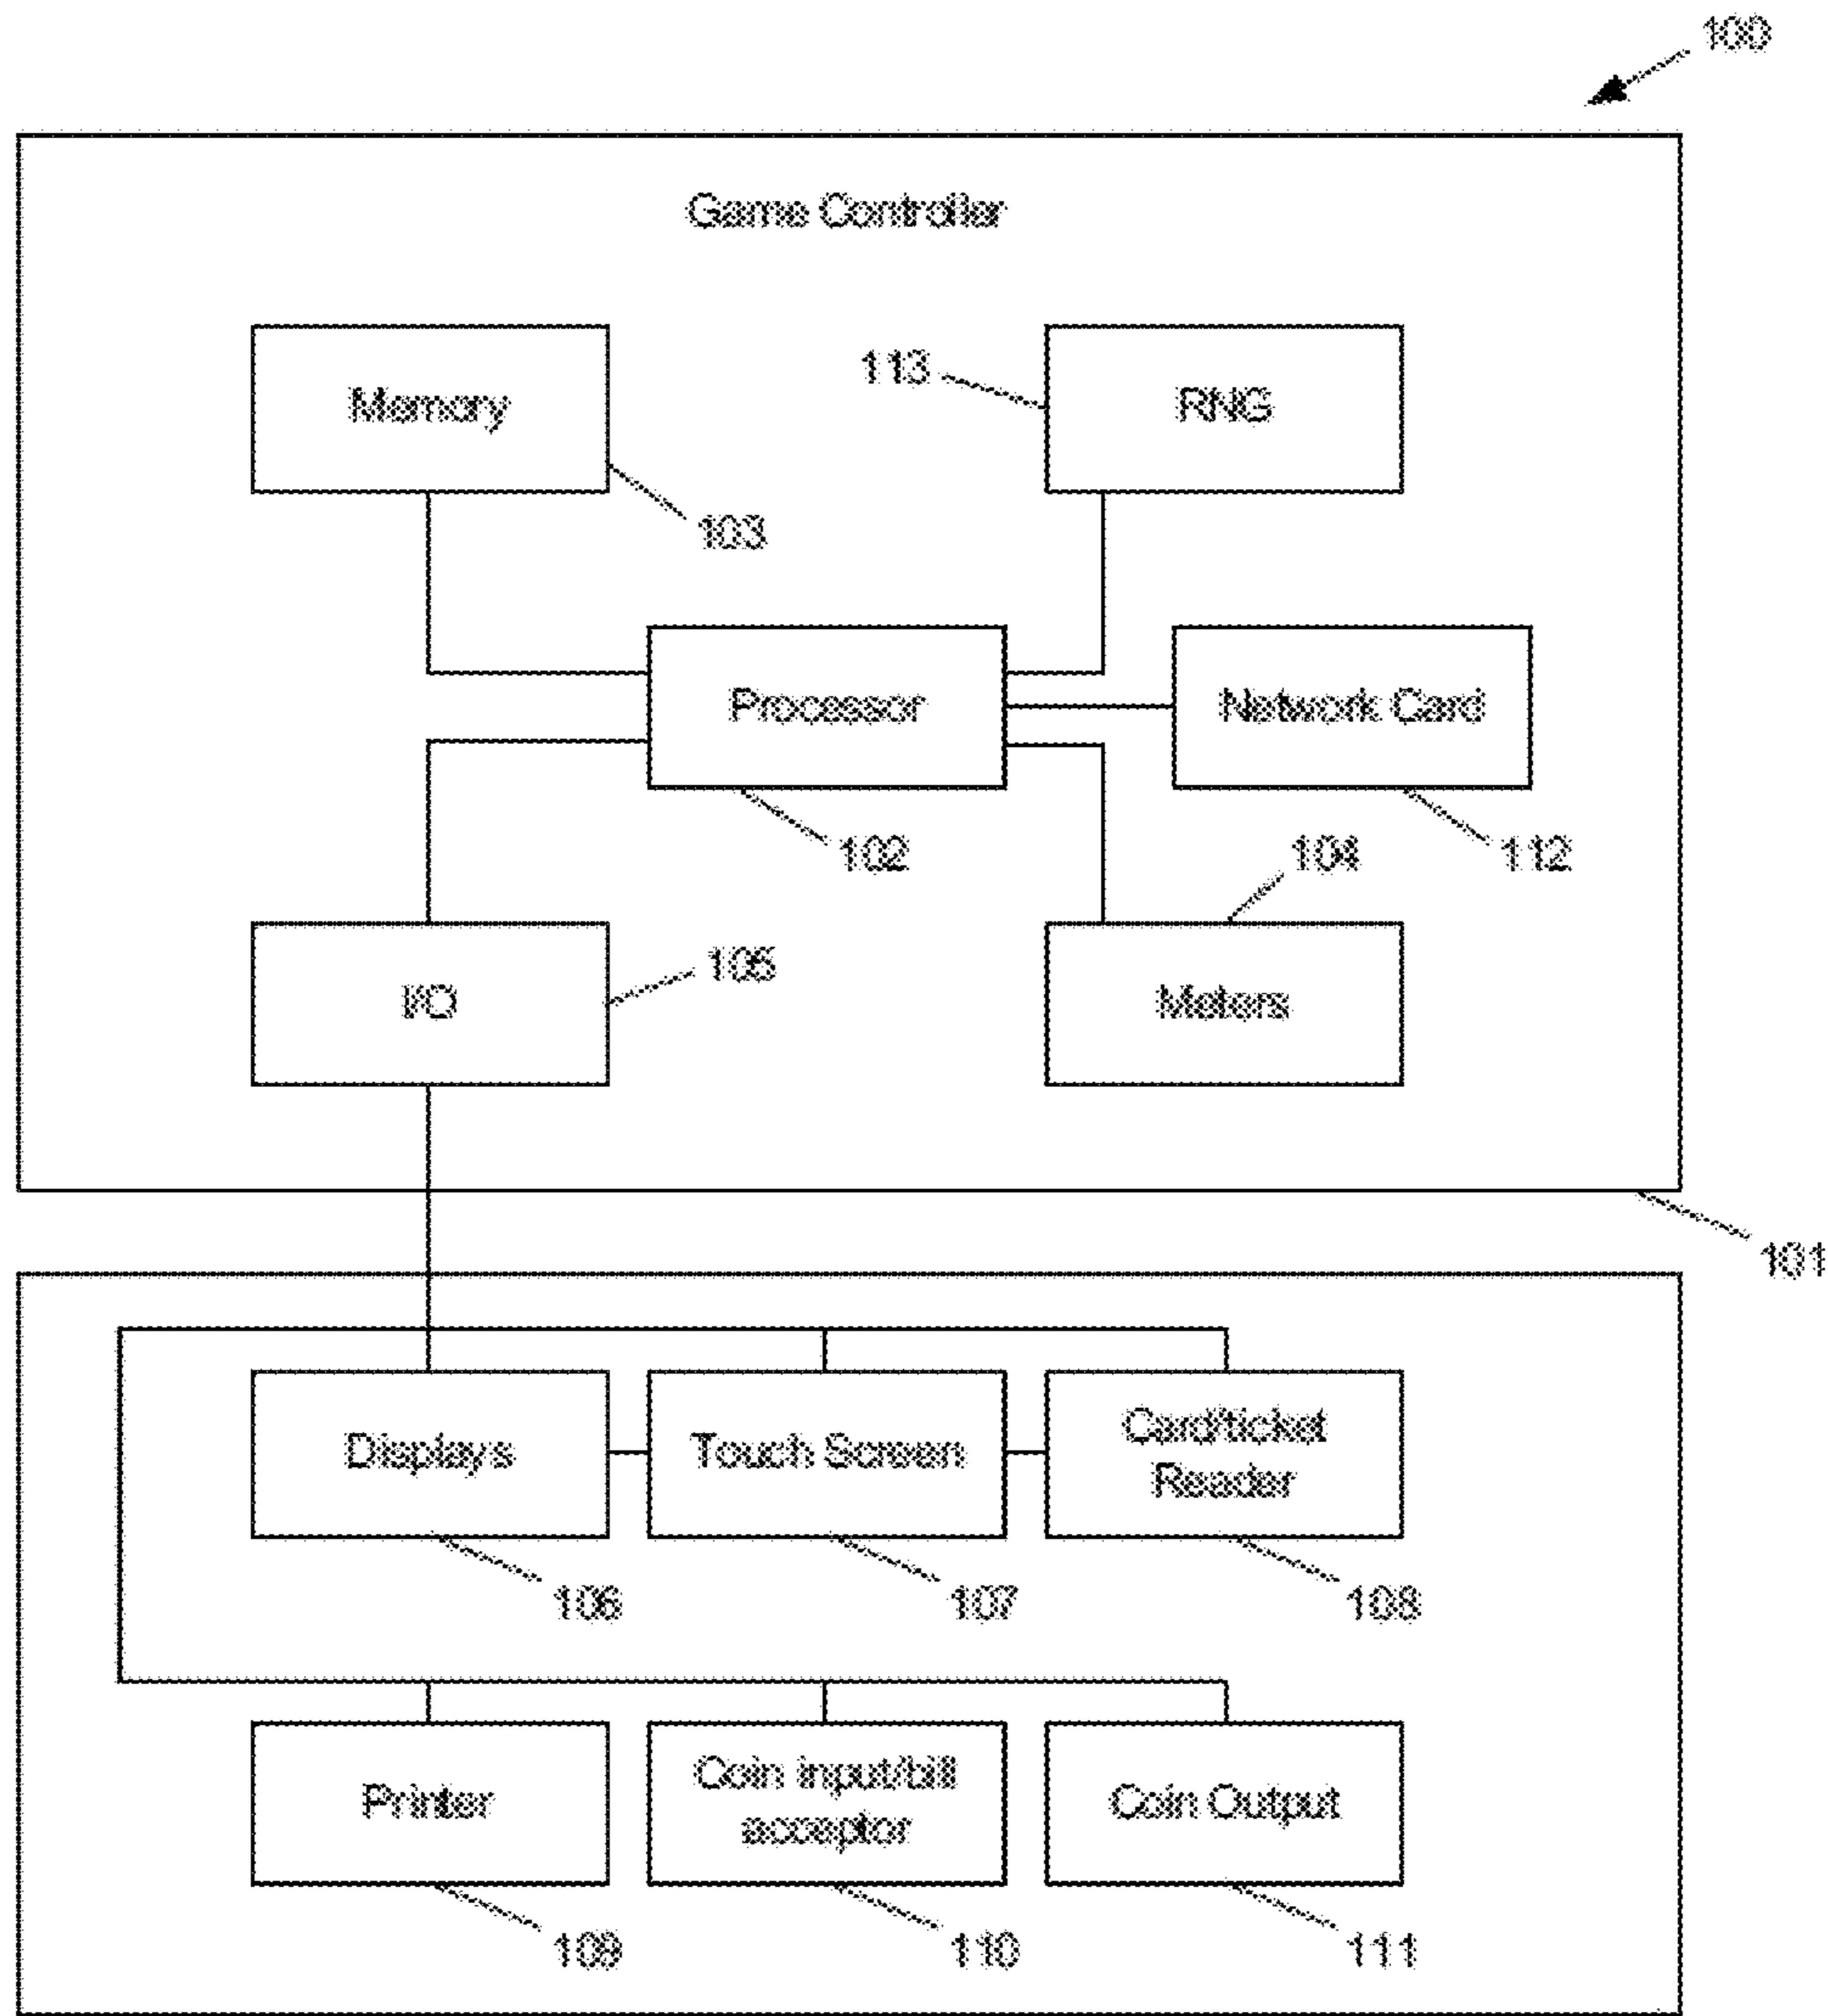 100
Game Controller
Memory
113
RNG
103
Processor
Network Card
102
104
112
I/O
105
Meters
101
Displays
Touch Screen
Card/ticket
Reader
106
107
108
Printer
Coin input/bill
acceptor
Coin Output
109
110
111